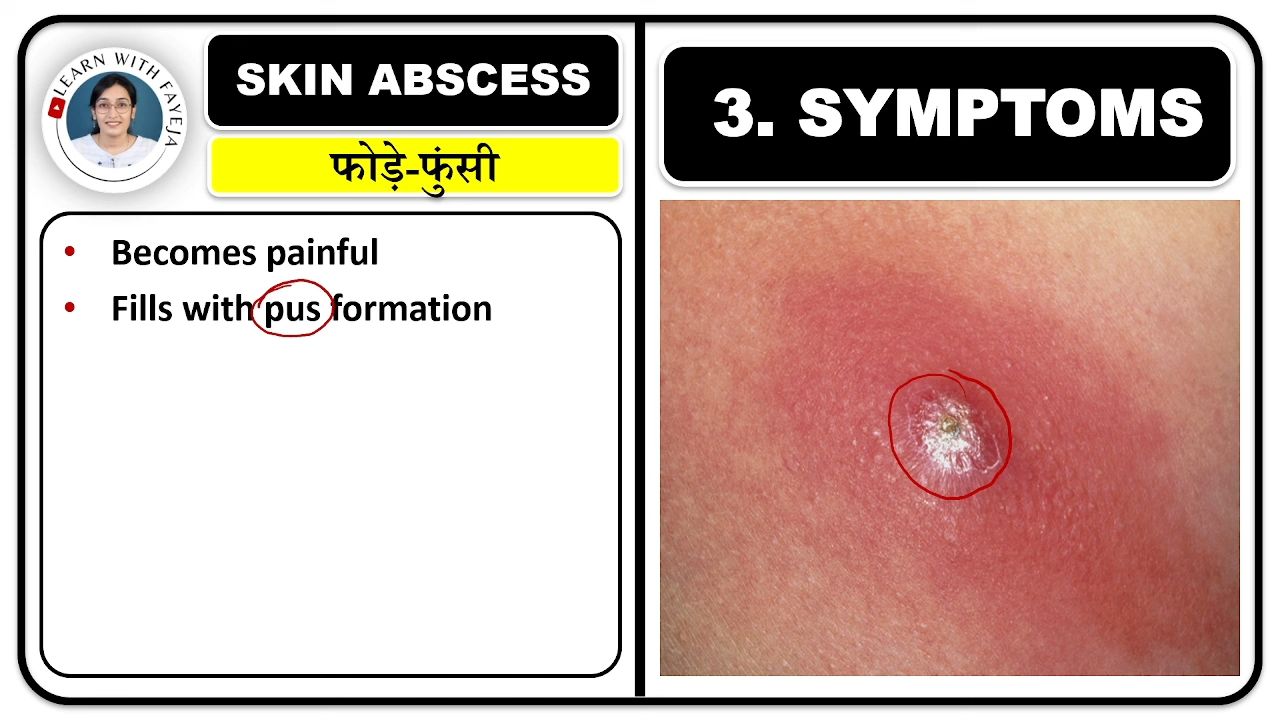 LEARN WITH FAYEJA
SKIN ABSCESS
फोड़े-फुंसी
• Becomes painful
• Fills with pus formation
3. SYMPTOMS